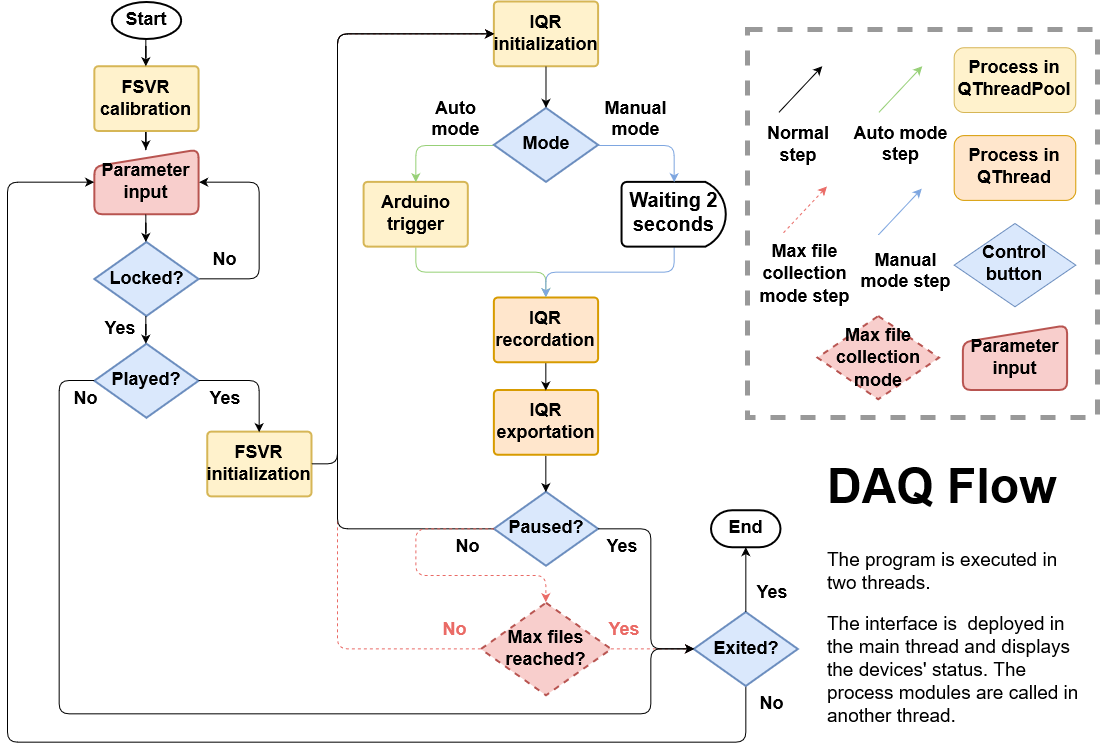 Start
FSVR
calibration
Parameter
input
Locked?
No
Yes
Played?
No
Yes
FSVR
initialization
IQR
initialization
Auto
mode
Manual
mode
Mode
Arduino
trigger
Waiting 2
seconds
IQR
recordation
IQR
exportation
Paused?
No
Yes
Max files
reached?
No
Yes
Exited?
Yes
No
End
Normal
step
Auto mode
step
Process in
QThreadPool
Process in
QThread
Max file
collection
mode step
Manual
mode step
Control
button
Max file
collection
mode
Parameter
input
DAQ Flow
The program is executed in
two threads.
The interface is deployed in
the main thread and displays
the devices' status. The
process modules are called in
another thread.